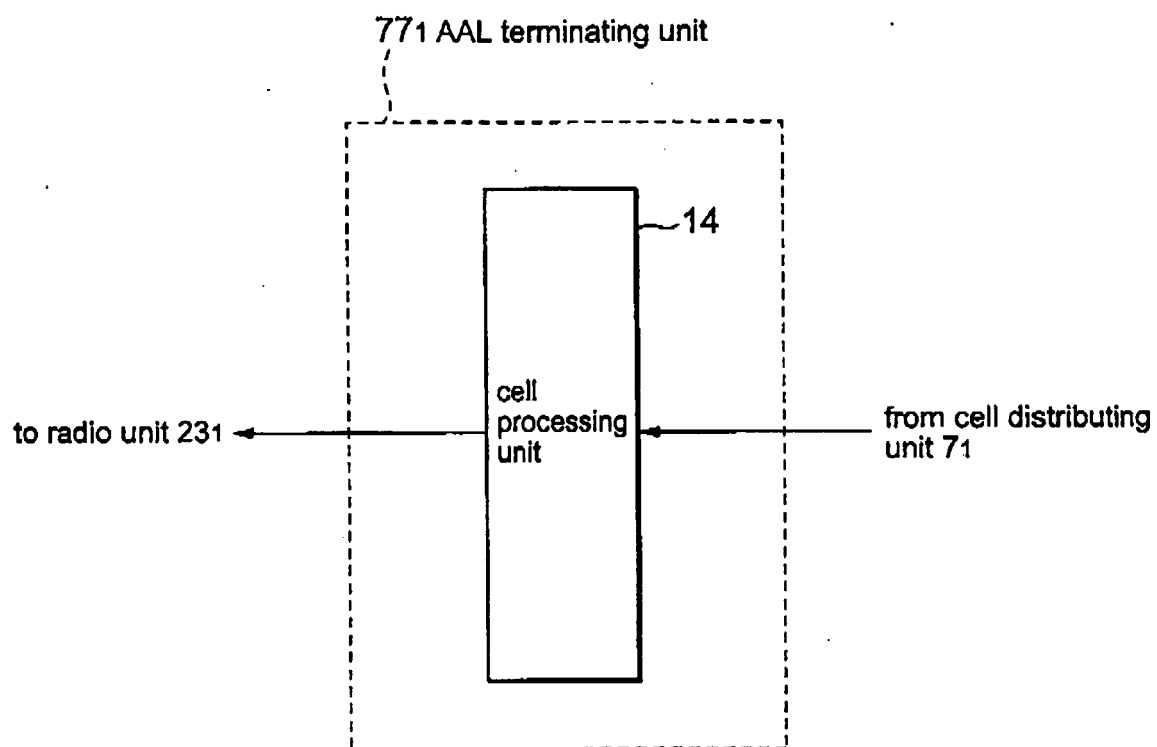 771 AAL terminating unit
14
cell
processing
unit
to radio unit 231
from cell distributing
unit 71